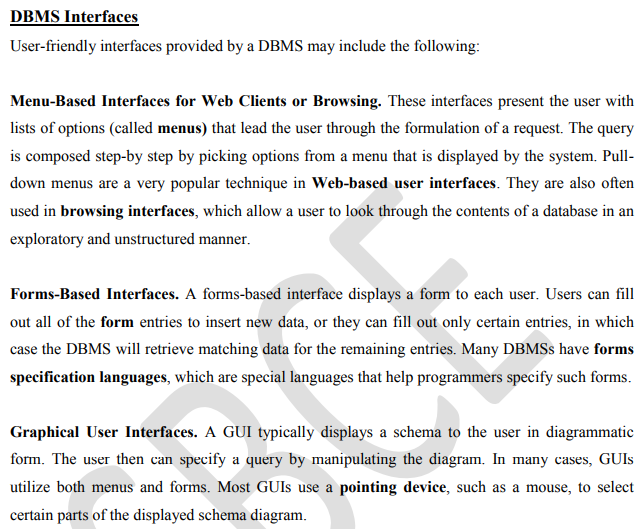 DBMS Interfaces
User-friendly interfaces provided by a DBMS may include the following:
Menu-Based Interfaces for Web Clients or Browsing. These interfaces present the user with
lists of options (called menus) that lead the user through the formulation of a request. The query
is composed step-by step by picking options from a menu that is displayed by the system. Pull-
down menus are a very popular technique in Web-based user interfaces. They are also often
used in browsing interfaces, which allow a user to look through the contents of a database in an
exploratory and unstructured manner.
Forms-Based Interfaces. A forms-based interface displays a form to each user. Users can fill
out all of the form entries to insert new data, or they can fill out only certain entries, in which
case the DBMS will retrieve matching data for the remaining entries. Many DBMSs have forms
specification languages, which are special languages that help programmers specify such forms.
Graphical User Interfaces. A GUI typically displays a schema to the user in diagrammatic
form. The user then can specify a query by manipulating the diagram. In many cases, GUIs
utilize both menus and forms. Most GUIs use a pointing device, such as a mouse, to select
certain parts of the displayed schema diagram.